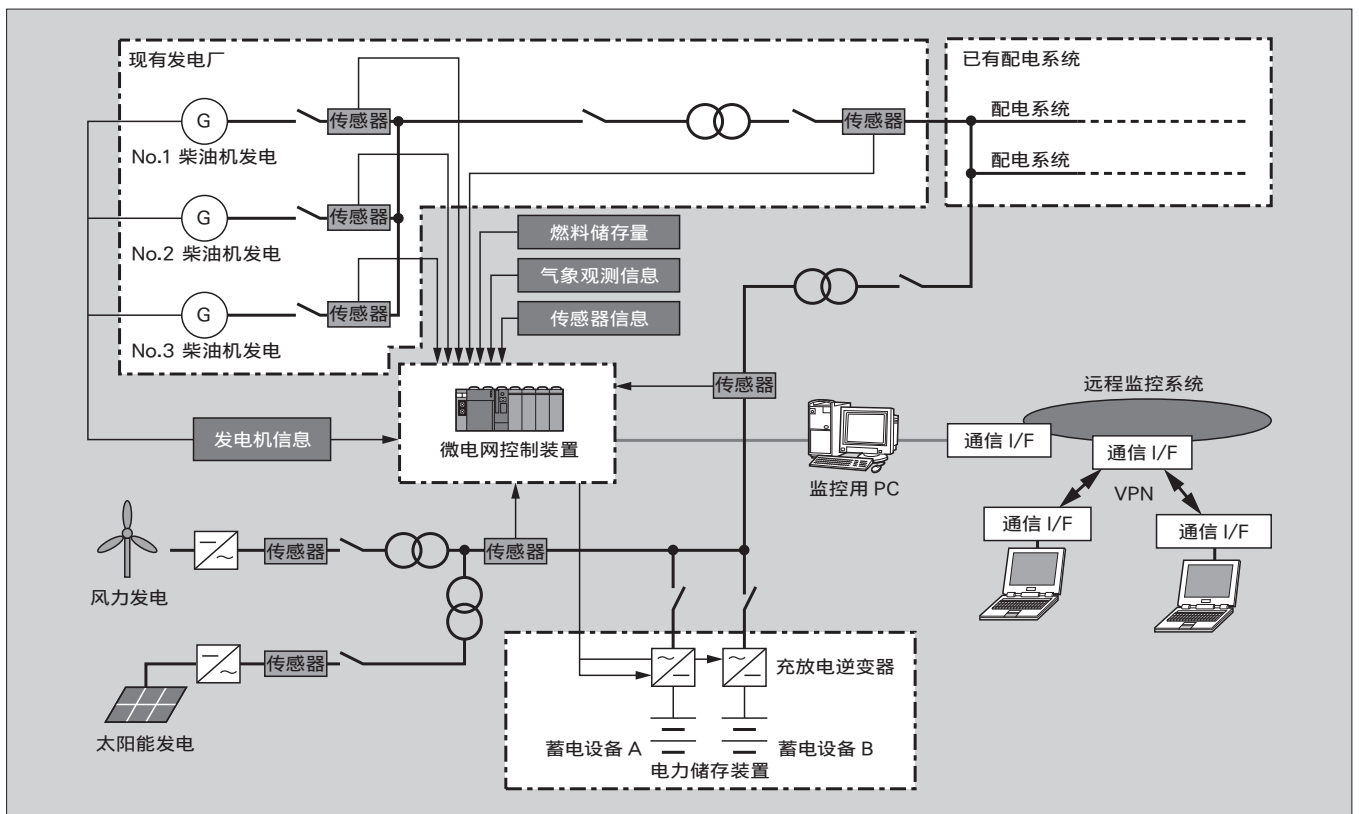 现有发电厂
已有配电系统
G
传感器
传感器
配电系统
No.1 柴油机发电
配电系统
G
传感器
燃料储存量
No.2 柴油机发电
气象观测信息
G
传感器
传感器信息
No.3 柴油机发电
传感器
远程监控系统
发电机信息
微电网控制装置
通信 I/F
通信 I/F
监控用 PC
VPN
通信 I/F
通信 I/F
传感器
传感器
风力发电
传感器
充放电逆变器
太阳能发电
蓄电设备 A
蓄电设备 B
电力储存装置